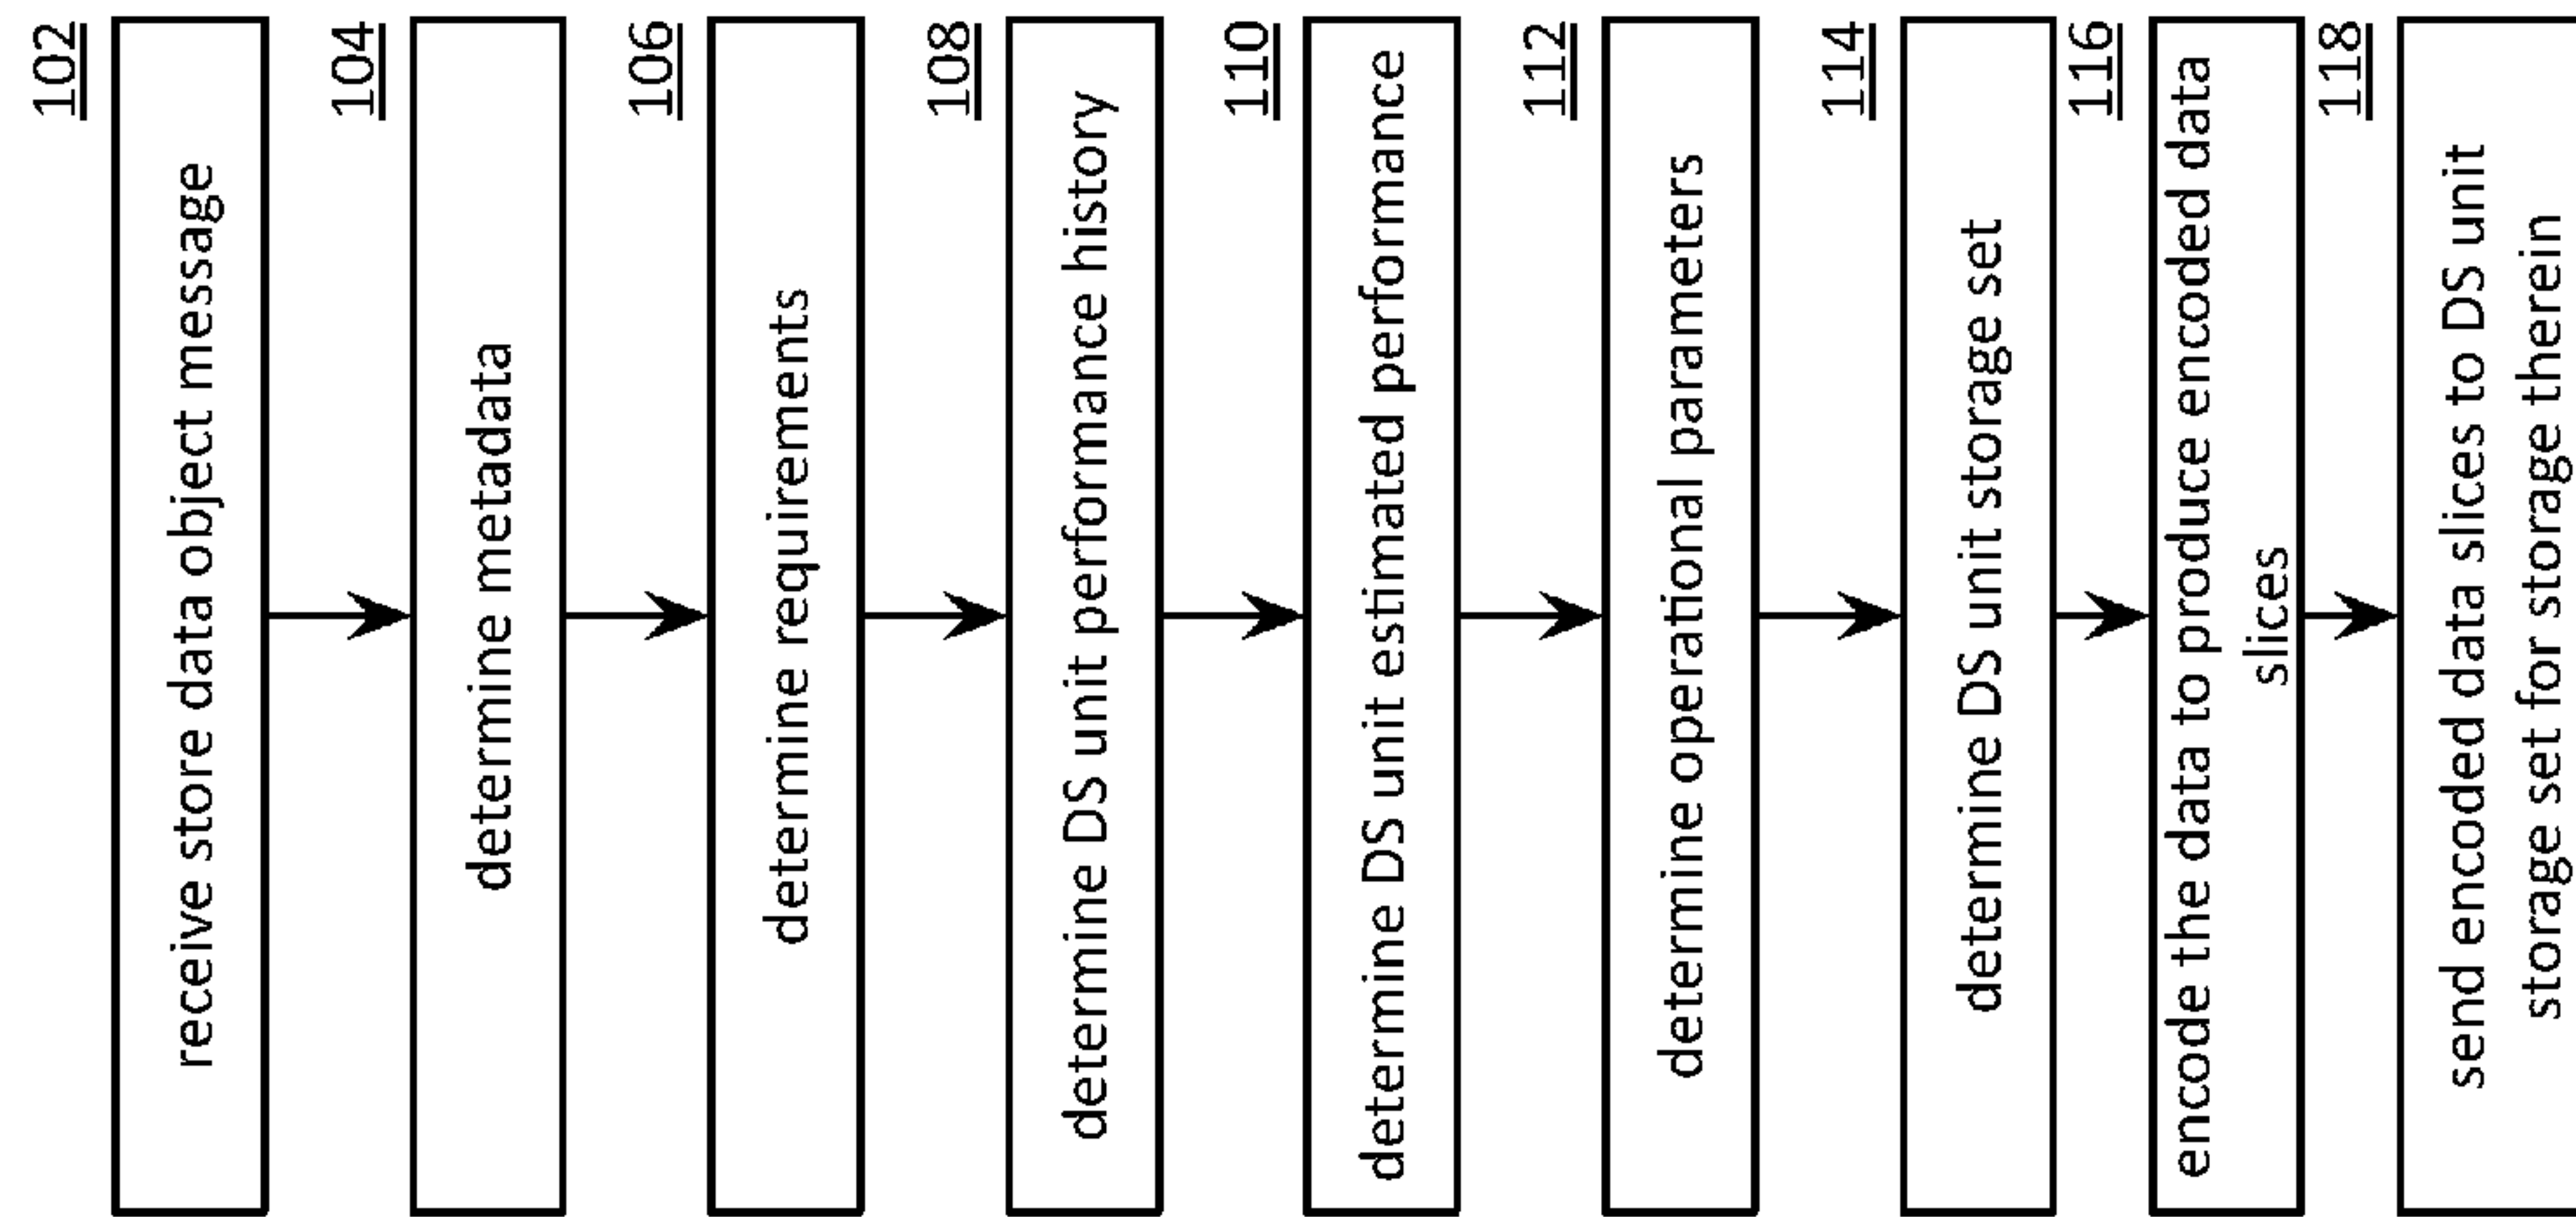 102
receive store data object message
104
determine metadata
106
determine requirements
108
determine DS unit performance history
110
determine DS unit estimated performance
112
determine operational parameters
114
determine DS unit storage set
116
encode the data to produce encoded data
slices
118
send encoded data slices to DS unit
storage set for storage therein